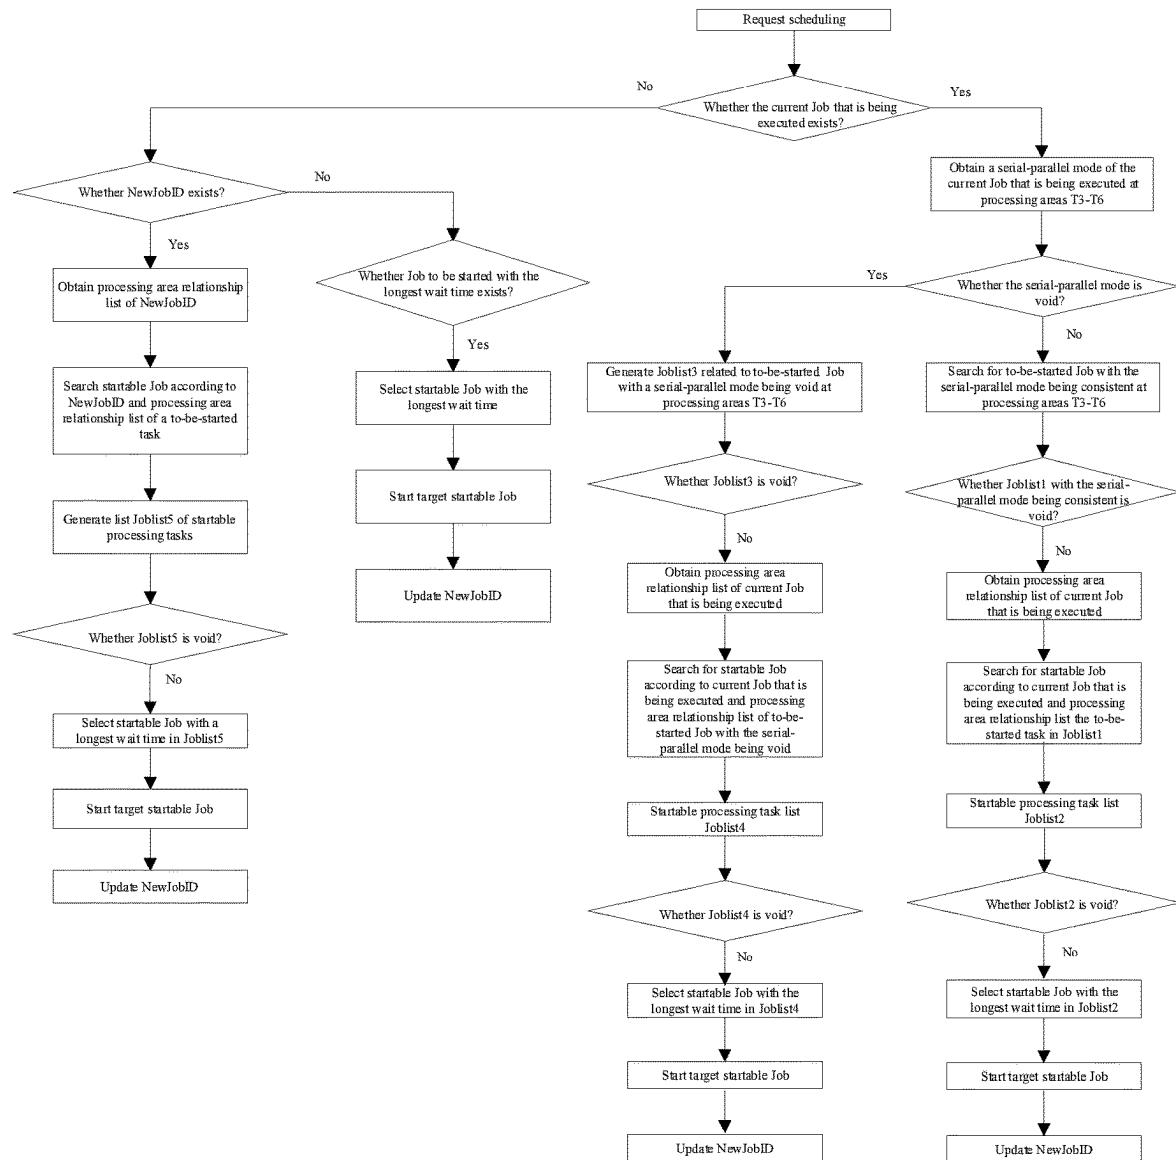 Request scheduling
No
Yes
Whether the current Job that is being
executed exists?
Whether NewJobID exists?
No
Yes
Obtain processing area relationship
list of NewJobID
Search startable Job according to
NewJobID and processing area
relationship list of a to-be-started
task
Generate list Joblist5 of startable
processing tasks
Whether Joblist5 is void?
No
Select startable Job with a
longest wait time in Joblist5
Start target startable Job
Update NewJobID
Whether Job to be started with the
longest wait time exists?
Yes
Select startable Job with the
longest wait time
Start target startable Job
Update NewJobID
Obtain a serial-parallel mode of the
current Job that is being executed at
processing areas T3-T6
Whether the serial-parallel mode is
void?
Yes
No
Generate Joblist3 related to to-be-started Job
with a serial-parallel mode being void at
processing areas T3-T6
Whether Joblist3 is void?
No
Obtain processing area
relationship list of current Job
that is being executed
Search for startable Job
according to current Job that is
being executed and processing
area relationship list of to-be-
started Job with the serial-
parallel mode being void
Startable processing task list
Joblist4
Whether Joblist4 is void?
No
Select startable Job with the
longest wait time in Joblist4
Start target startable Job
Update NewJobID
Search for to-be-started Job with the
serial-parallel mode being consistent at
processing areas T3-T6
Whether Joblist1 with the serial-
parallel mode being consistent is
void?
No
Obtain processing area
relationship list of current Job
that is being executed
Search for startable Job
according to current Job that is
being executed and processing
area relationship list the to-be-
started task in Joblist1
Startable processing task list
Joblist2
Whether Joblist2 is void?
No
Select startable Job with the
longest wait time in Joblist2
Start target startable Job
Update NewJobID